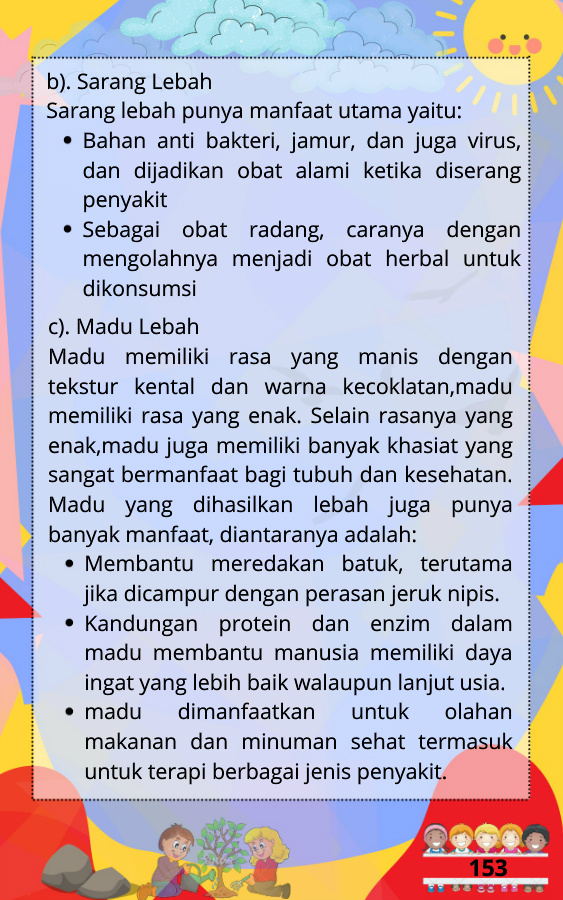 b). Sarang Lebah
Sarang lebah punya manfaat utama yaitu:
• Bahan anti bakteri, jamur, dan juga virus,
dan dijadikan obat alami ketika diserang
penyakit
• Sebagai obat radang, caranya dengan
mengolahnya menjadi obat herbal untuk
dikonsumsi
c). Madu Lebah
Madu memiliki rasa yang manis dengan
tekstur kental dan warna kecoklatan,madu
memiliki rasa yang enak. Selain rasanya yang
enak,madu juga memiliki banyak khasiat yang
sangat bermanfaat bagi tubuh dan kesehatan.
Madu yang dihasilkan lebah juga punya
banyak manfaat, diantaranya adalah:
• Membantu meredakan batuk, terutama
jika dicampur dengan perasan jeruk nipis.
• Kandungan protein dan enzim dalam
madu membantu manusia memiliki daya
ingat yang lebih baik walaupun lanjut usia.
• madu dimanfaatkan untuk olahan
makanan dan minuman sehat termasuk
untuk terapi berbagai jenis penyakit.
153